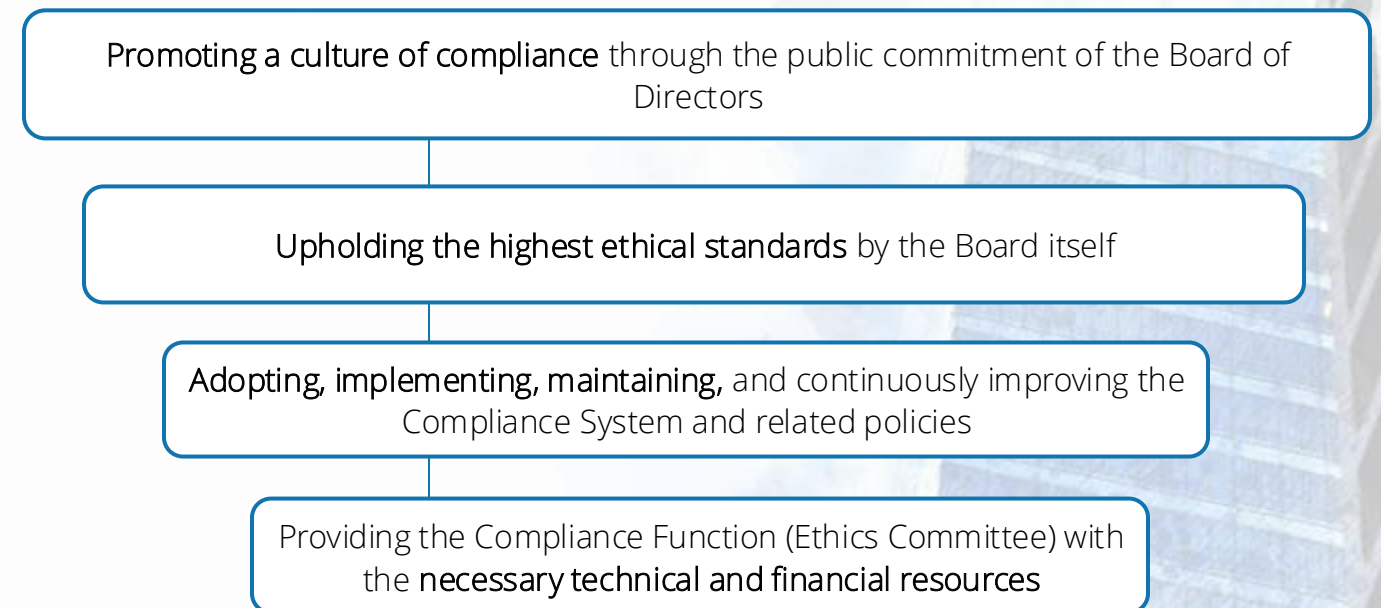 Promoting a culture of compliance through the public commitment of the Board of
Directors
Upholding the highest ethical standards by the Board itself
Adopting, implementing, maintaining, and continuously improving the
Compliance System and related policies
Providing the Compliance Function (Ethics Committee) with
the necessary technical and financial resources